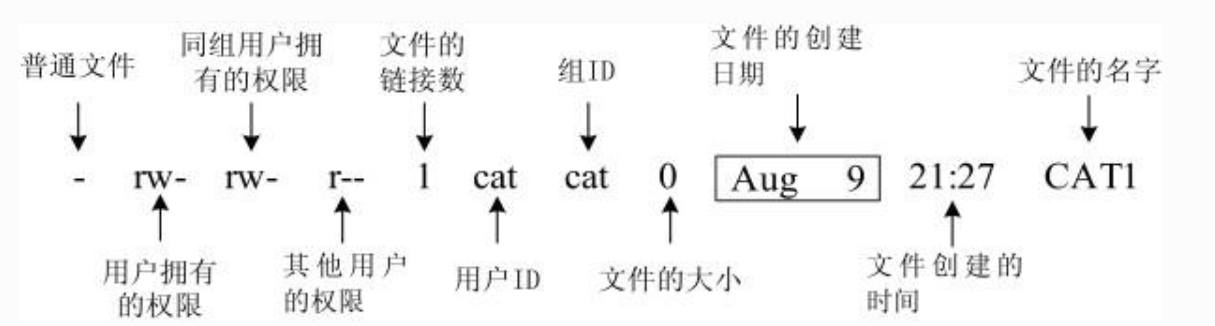 普通文件
同组用户拥
有的权限
文件的
链接数
组ID
文件的创建
日期
文件的名字
- rw- rw- r-- 1 cat cat 0 Aug 9 21:27 CAT1
用户拥有
的权限
其他用户
的权限
用户ID
文件的大小
文件创建的
时间